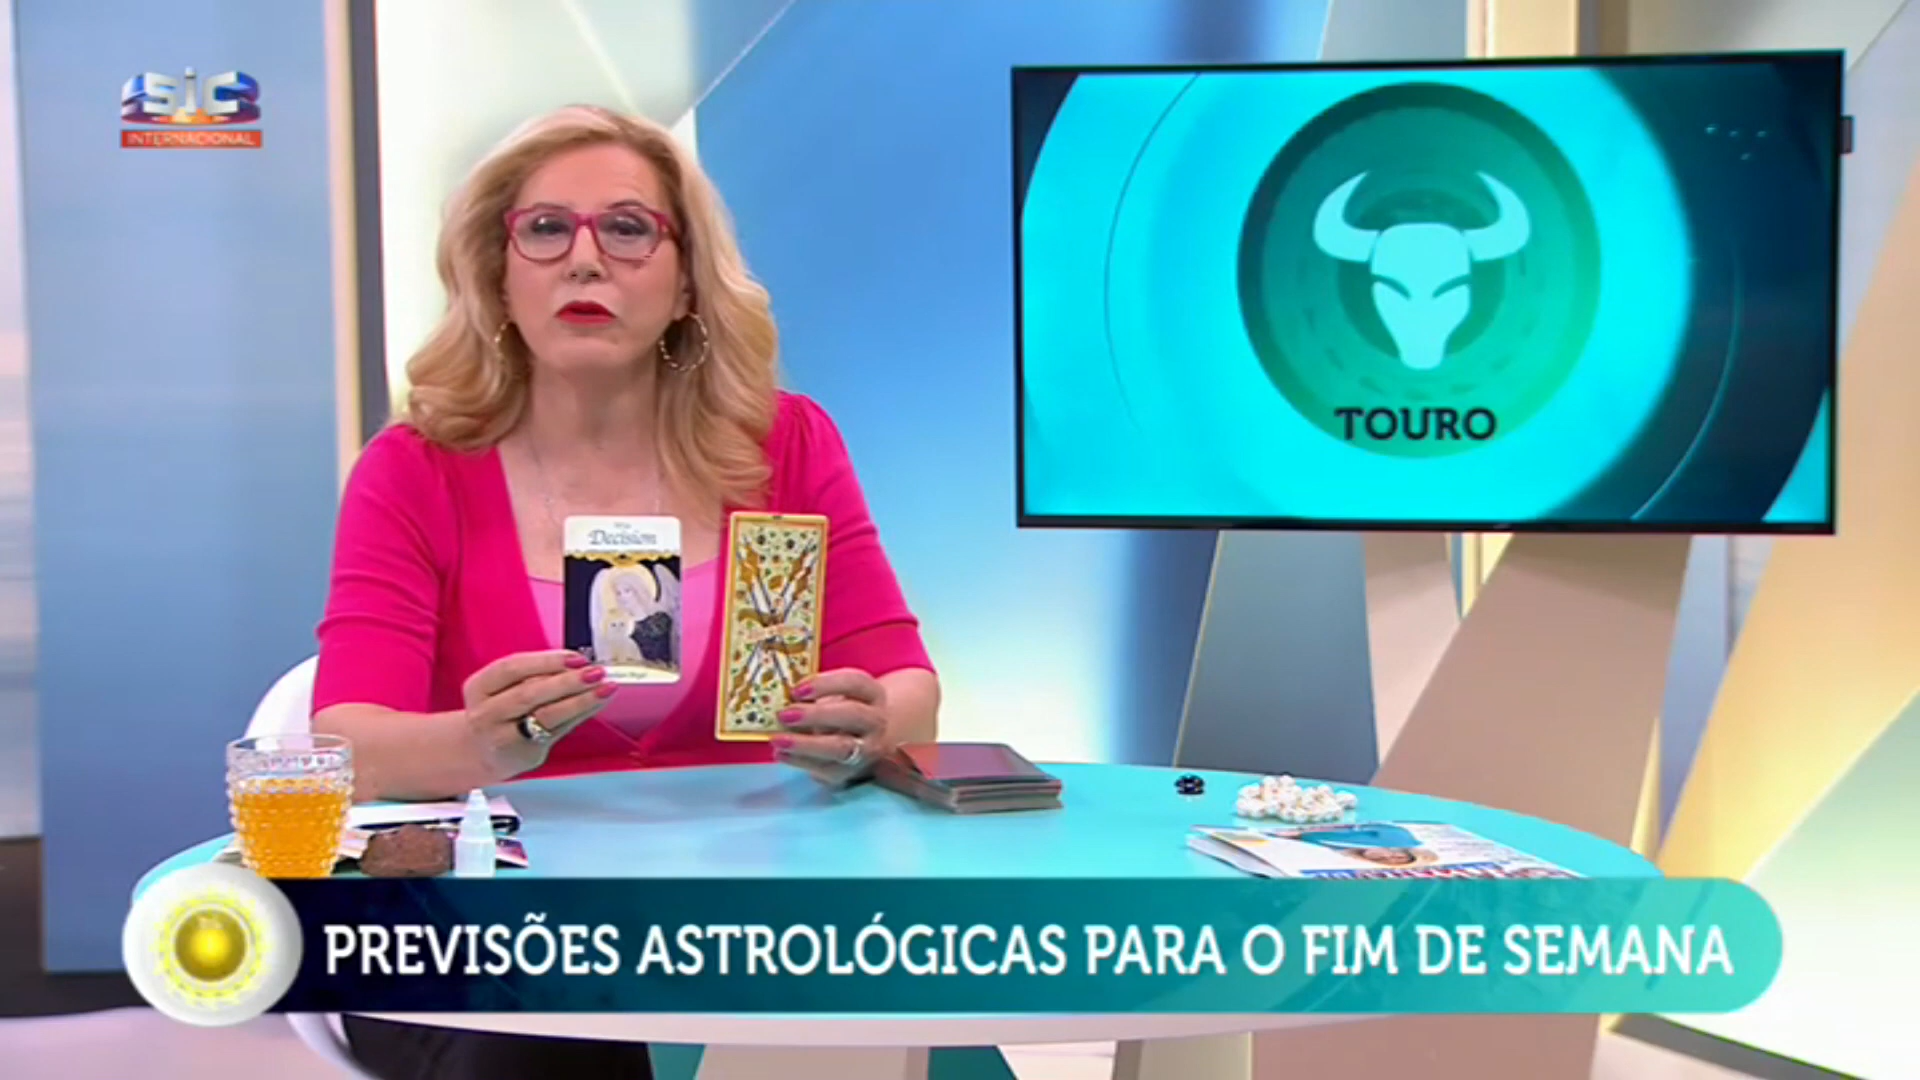 SIC
INTERNACIONAL
TOURO
Decision
PREVISÕES ASTROLÓGICAS PARA O FIM DE SEMANA